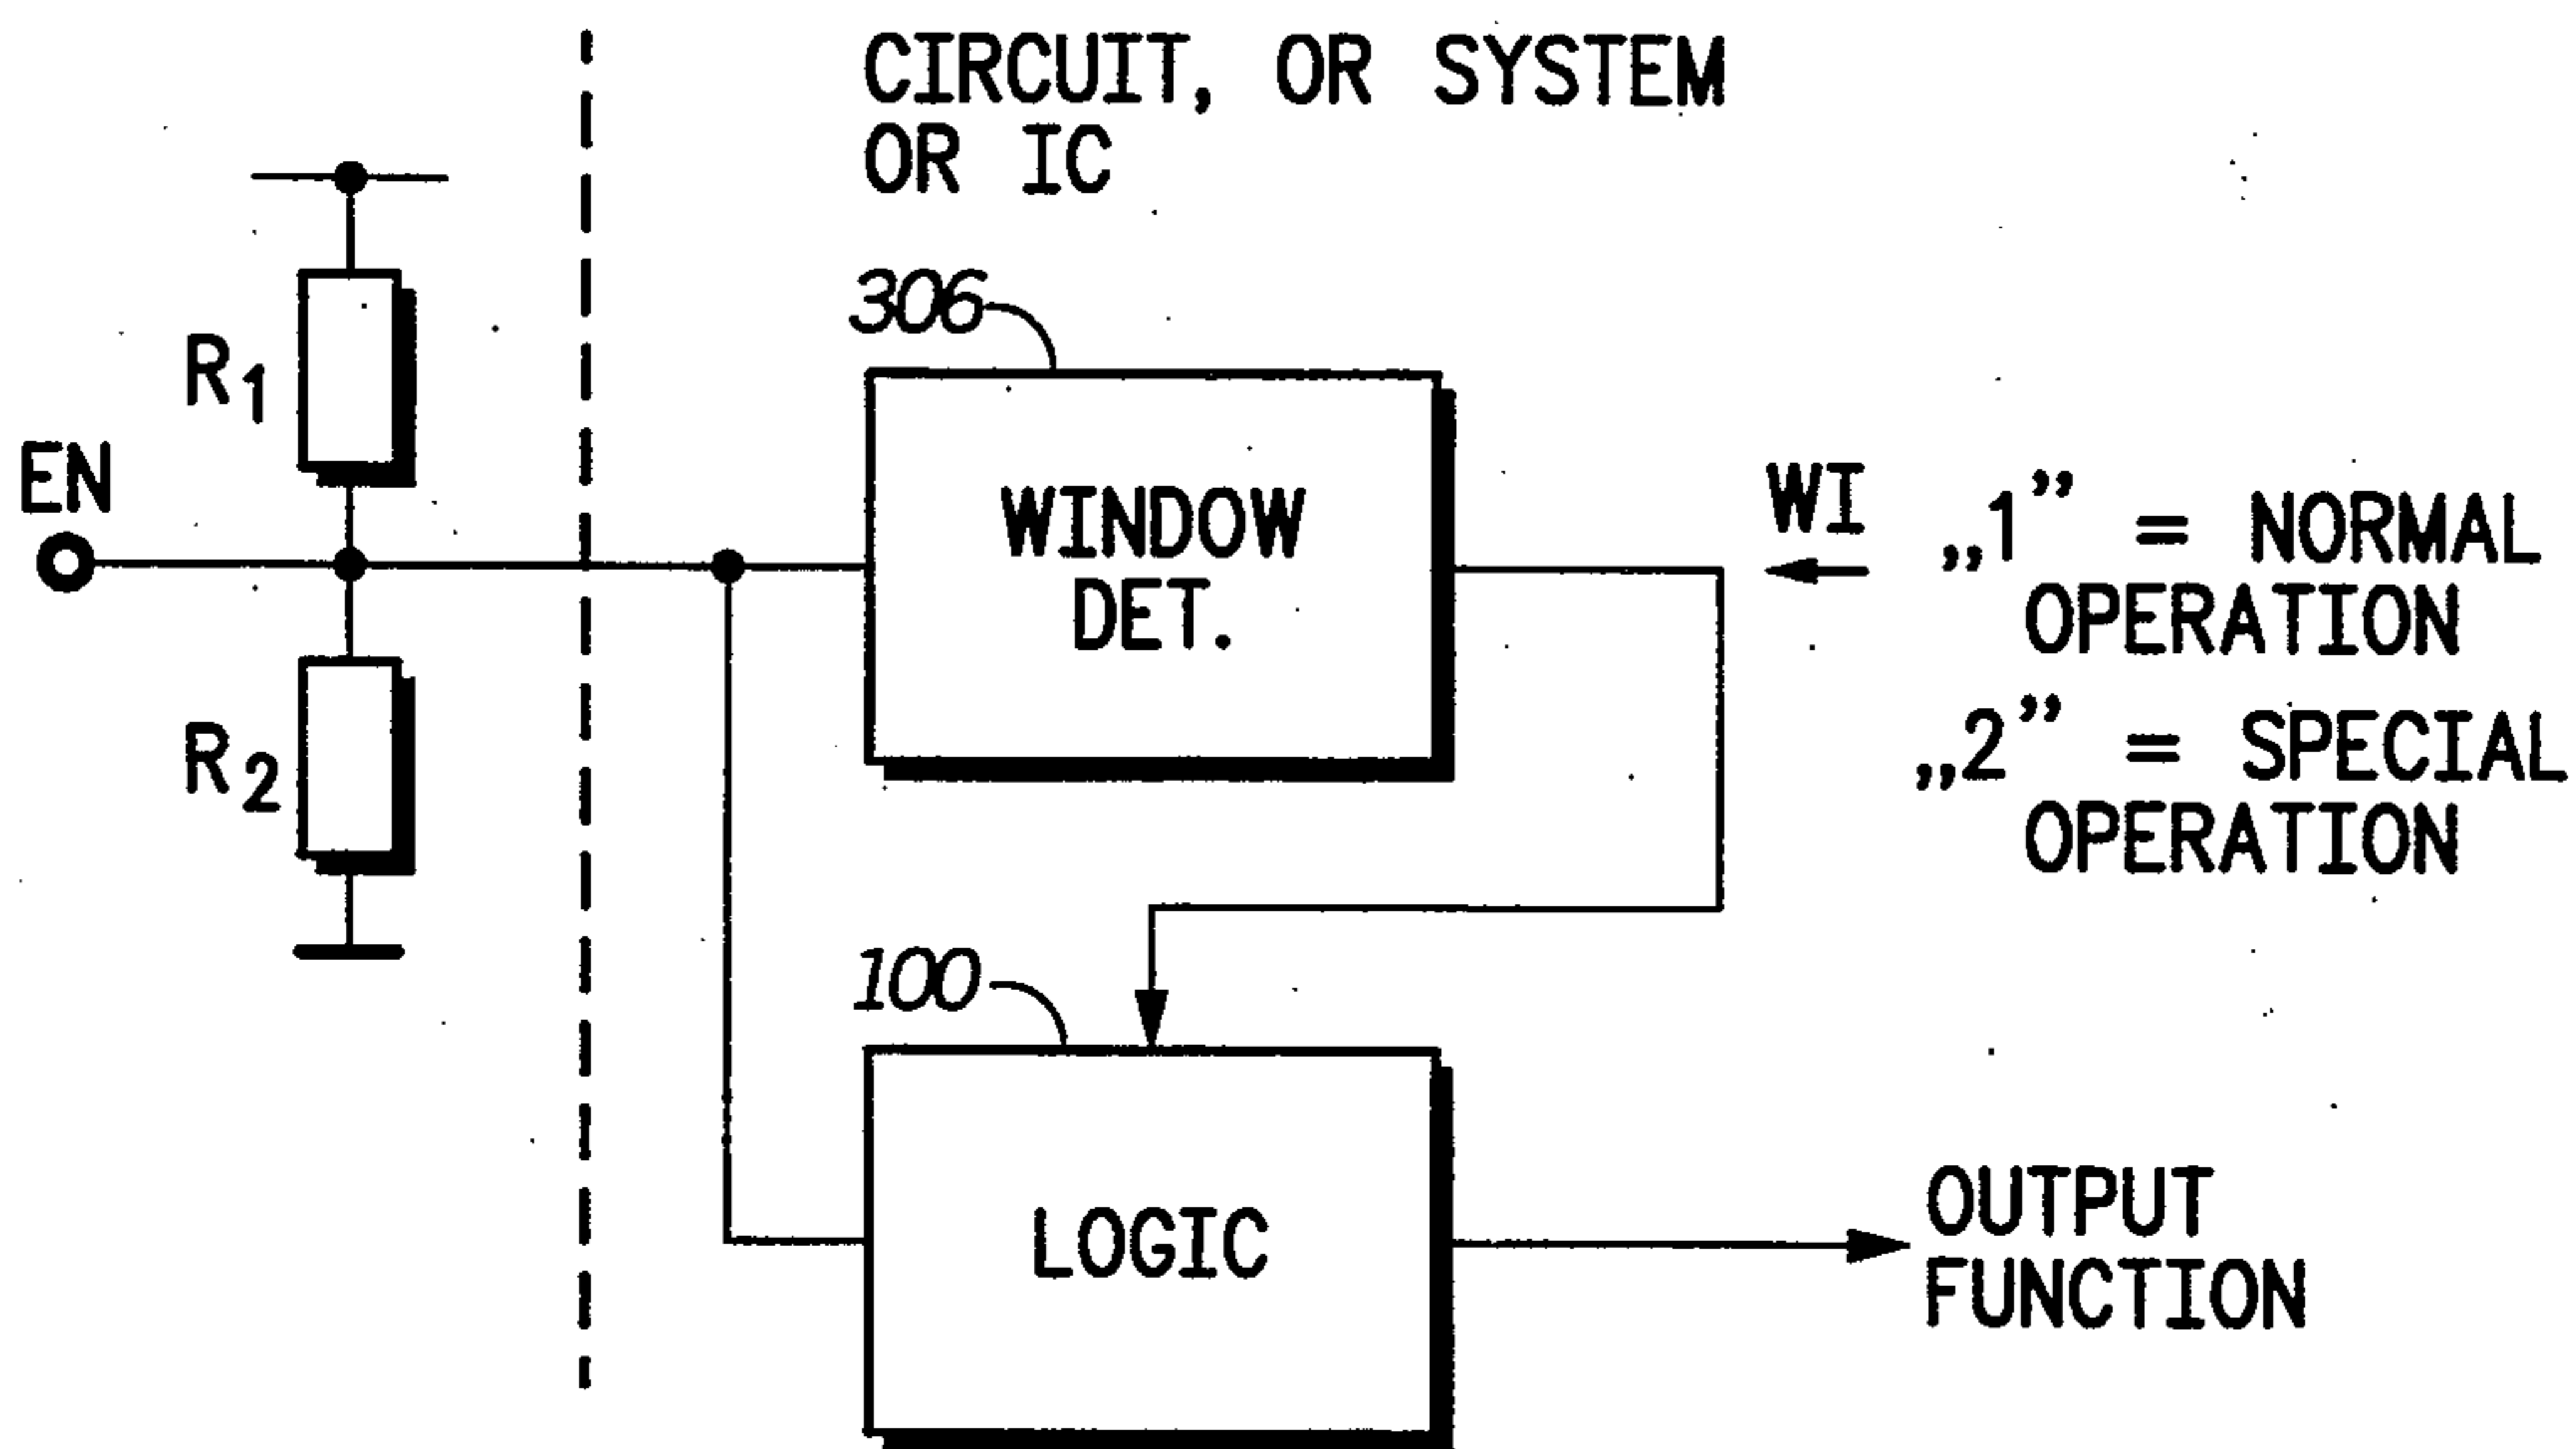 CIRCUIT, OR SYSTEM
OR IC
306
R1
EN
WINDOW
DET.
WI
„1” = NORMAL
OPERATION
R2
„2” = SPECIAL
OPERATION
100
LOGIC
OUTPUT
FUNCTION